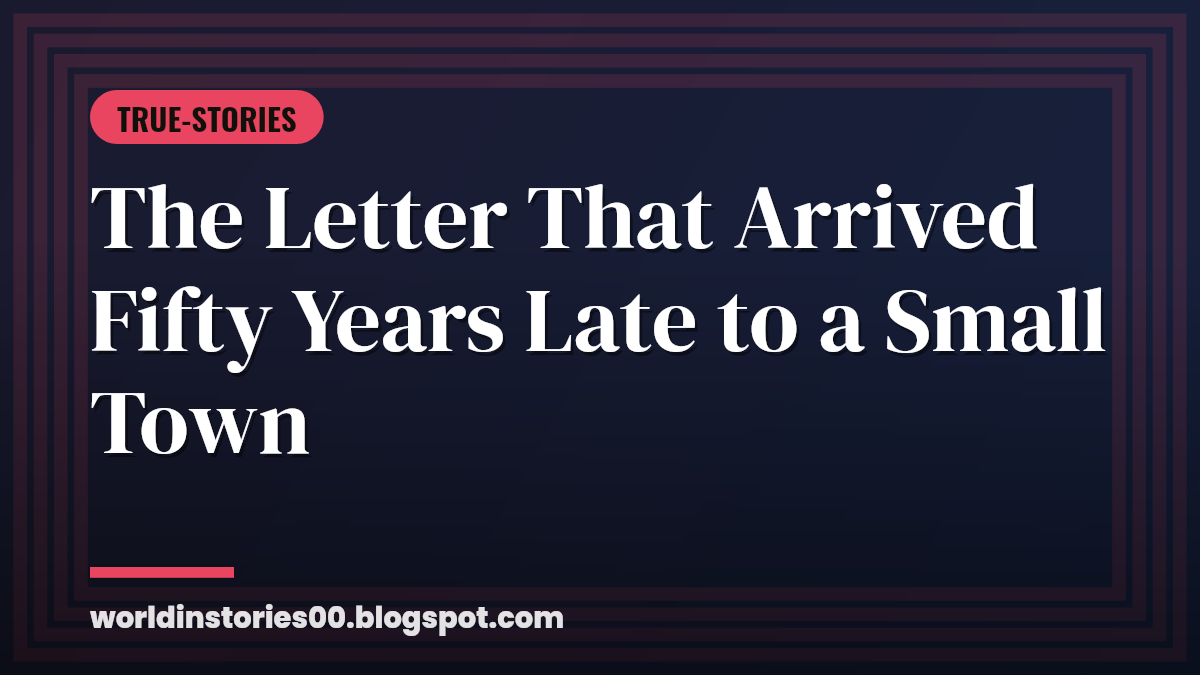 TRUE-STORIES
The Letter That Arrived
Fifty Years Late to a Small
Town
worldinstories00.blogspot.com